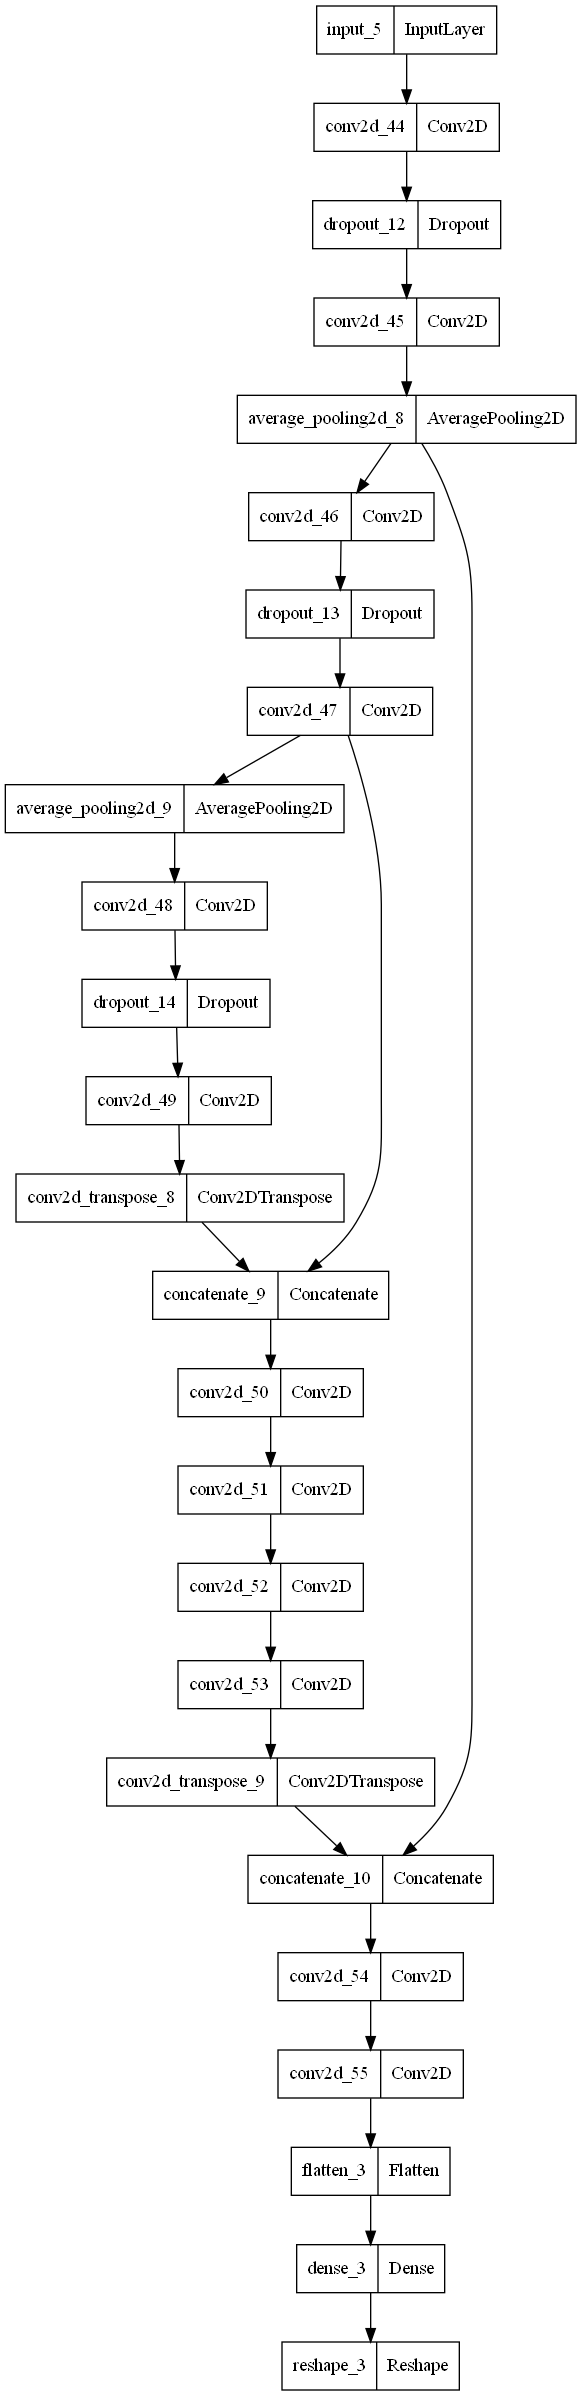 input_5 InputLayer
conv2d_44 Conv2D
dropout_12 Dropout
conv2d_45 Conv2D
average_pooling2d_8 AveragePooling2D
conv2d_46 Conv2D
dropout_13 Dropout
conv2d_47 Conv2D
average_pooling2d_9 AveragePooling2D
conv2d_48 Conv2D
dropout_14 Dropout
conv2d_49 Conv2D
conv2d_transpose_8 Conv2DTranspose
concatenate_9 Concatenate
conv2d_50 Conv2D
conv2d_51 Conv2D
conv2d_52 Conv2D
conv2d_53 Conv2D
conv2d_transpose_9 Conv2DTranspose
concatenate_10 Concatenate
conv2d_54 Conv2D
conv2d_55 Conv2D
flatten_3 Flatten
dense_3 Dense
reshape_3 Reshape